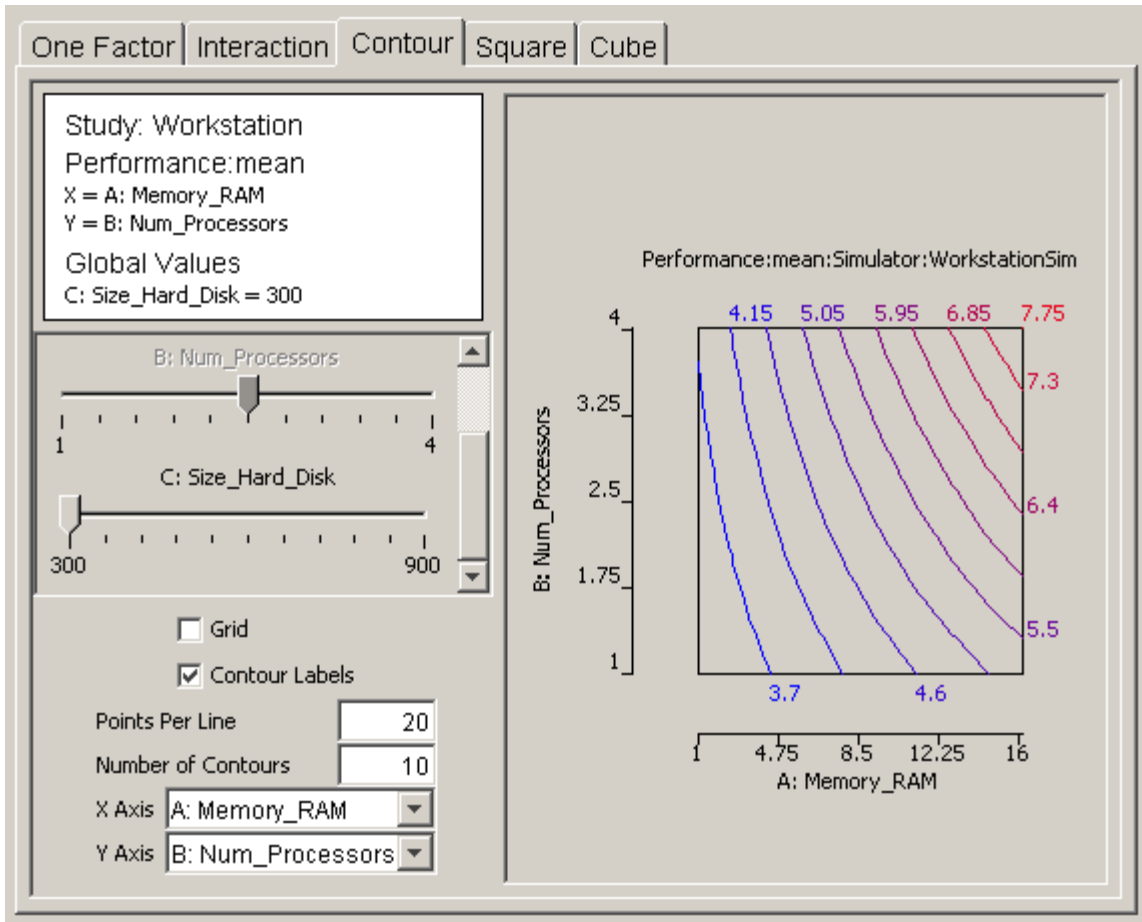 One Factor Interaction Contour Square Cube
Study: Workstation
Performance:mean
X = A: Memory_RAM
Y = B: Num_Processors
Global Values
C: Size_Hard_Disk = 300
B: Num_Processors
1 4
C: Size_Hard_Disk
300 900
Grid
Contour Labels
Points Per Line 20
Number of Contours 10
X Axis A: Memory_RAM
Y Axis B: Num_Processors
Performance:mean:Simulator:WorkstationSim
4.15 5.05 5.95 6.85 7.75
7.3
6.4
5.5
3.7 4.6
4
3.25
2.5
1.75
1
B: Num_Processors
1 4.75 8.5 12.25 16
A: Memory_RAM